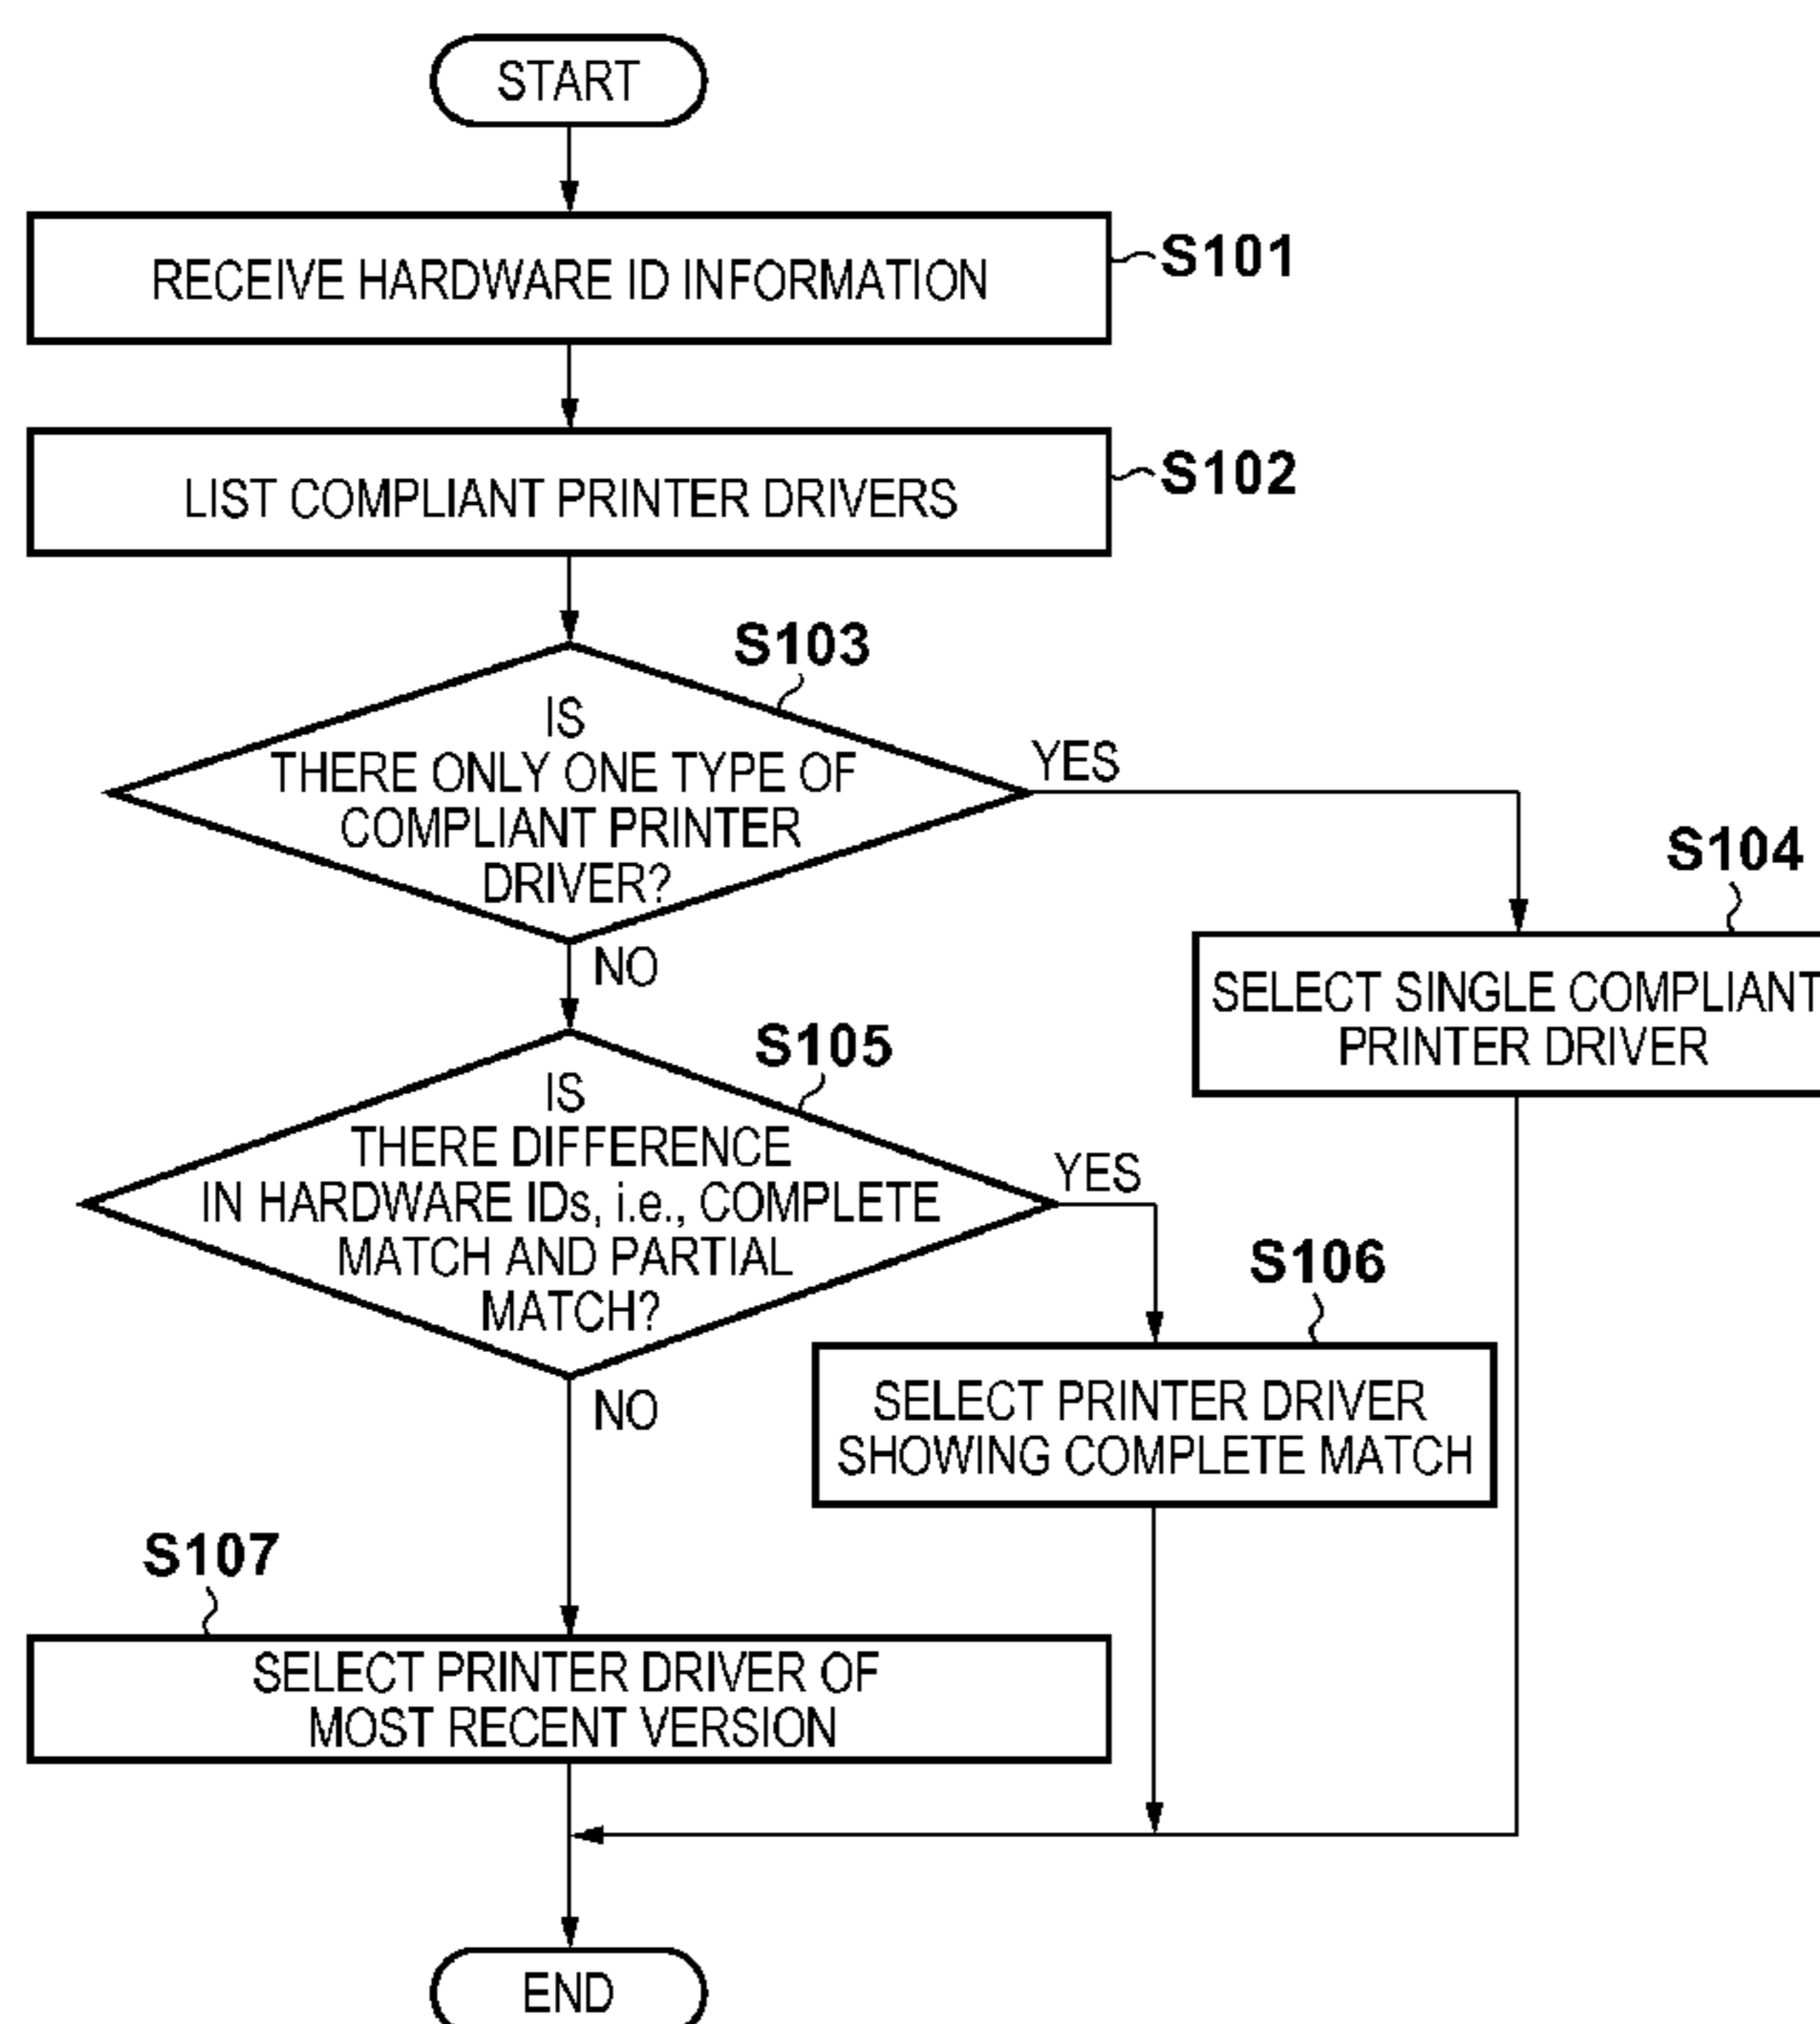 START
RECEIVE HARDWARE ID INFORMATION
S101
LIST COMPLIANT PRINTER DRIVERS
S102
S103
IS
THERE ONLY ONE TYPE OF
COMPLIANT PRINTER
DRIVER?
YES
NO
S104
SELECT SINGLE COMPLIANT
PRINTER DRIVER
S105
IS
THERE DIFFERENCE
IN HARDWARE IDs, i.e., COMPLETE
MATCH AND PARTIAL
MATCH?
YES
NO
S106
SELECT PRINTER DRIVER
SHOWING COMPLETE MATCH
S107
SELECT PRINTER DRIVER OF
MOST RECENT VERSION
END